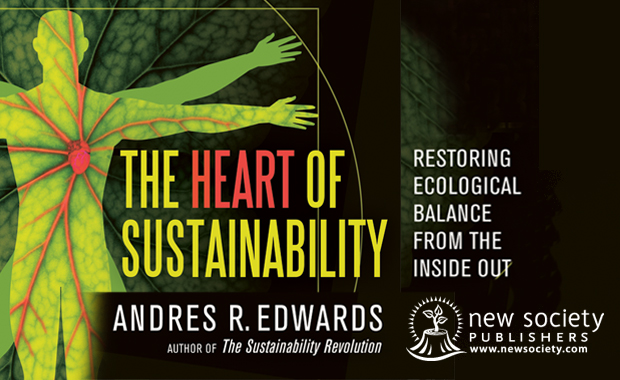 THE HEART OF
SUSTAINABILITY
ANDRES R. EDWARDS
AUTHOR OF The Sustainability Revolution
RESTORING
ECOLOGICAL
BALANCE
FROM THE
INSIDE OUT
new society
PUBLISHERS
www.newsociety.com